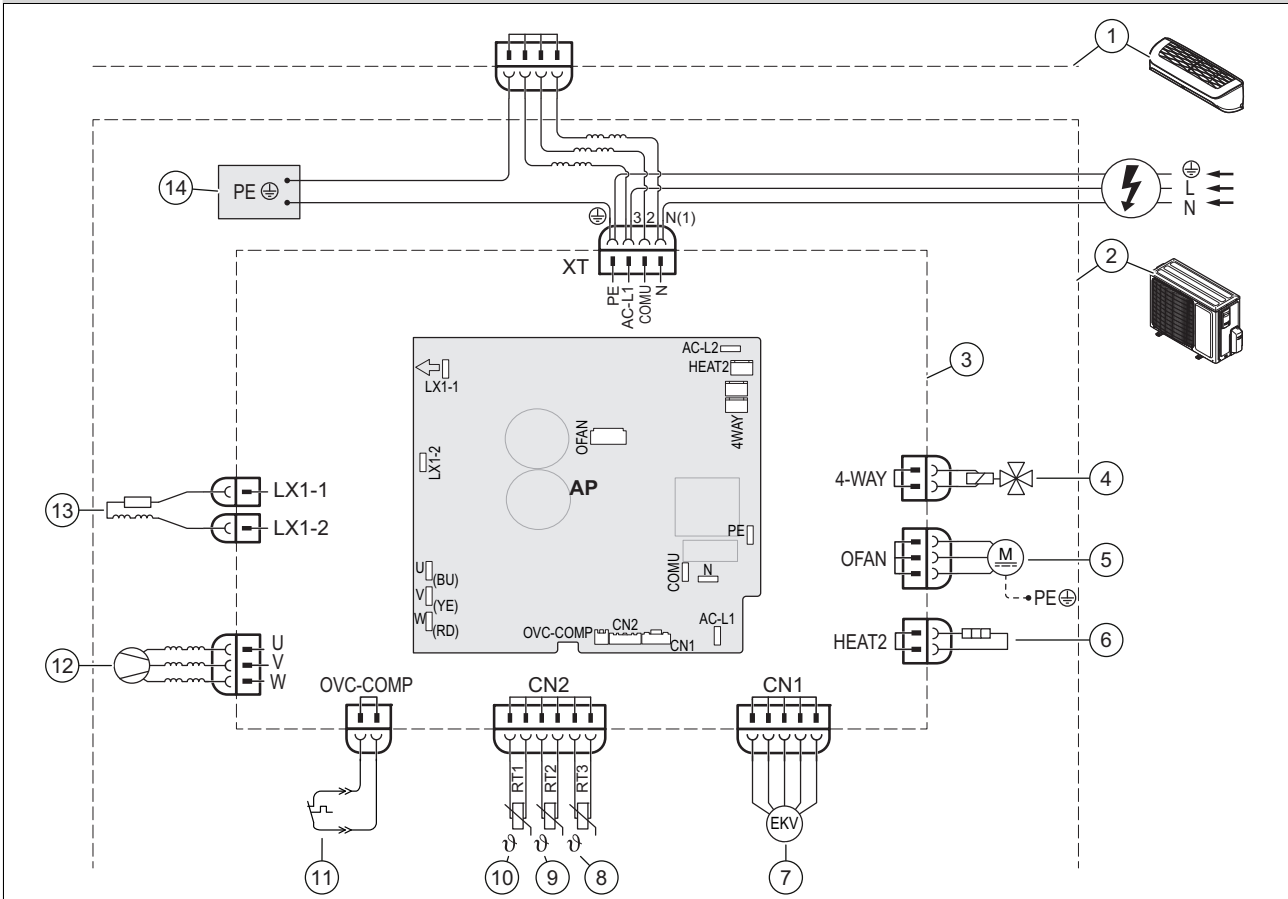 1
14
PE
L
N
3 2 N(1)
XT
PE
AC-L1
COMU
N
2
AC-L2
HEAT2
LX1-1
4WAY
OFAN
LX1-2
AP
3
13
LX1-1
LX1-2
4-WAY
4
PE
COMU
N
OFAN
M
5
PE
U
(BU)
V
(YE)
W
(RD)
OVC-COMP
CN2
CN1
AC-L1
HEAT2
6
12
U
V
W
OVC-COMP
CN2
CN1
RT1
RT2
RT3
EKV
ϑ
ϑ
ϑ
11
10
9
8
7